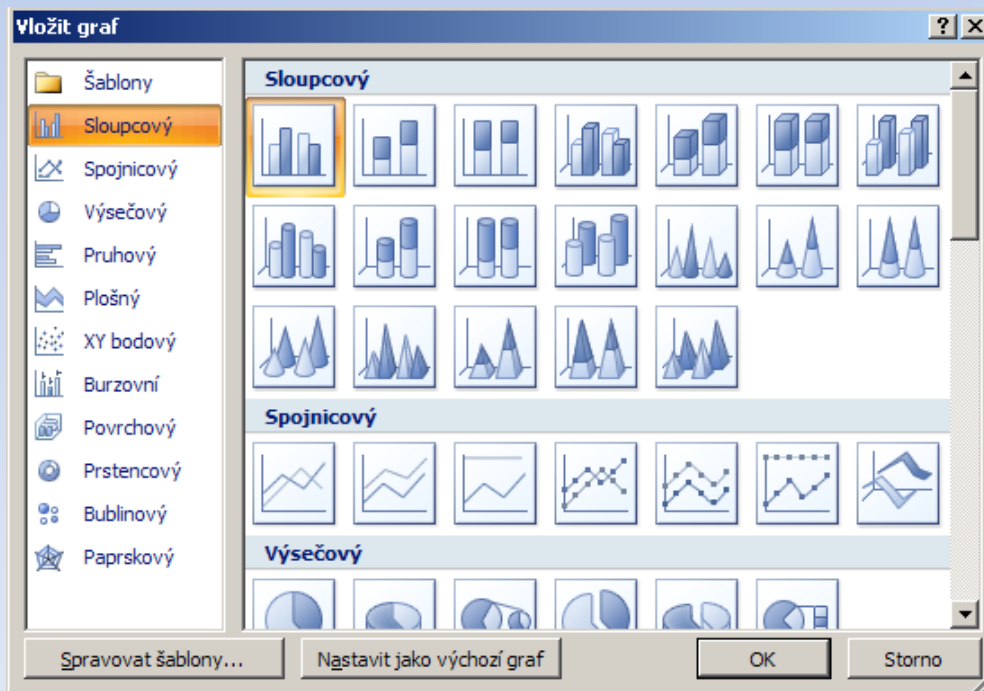 Vložit graf
Šablony
Sloupcový
Spojnicový
Výsečový
Pruhový
Plošný
XY bodový
Burzovní
Povrchový
Prstencový
Bublinový
Paprskový
Sloupcový
Spojnicový
Výsečový
Spravovat šablony...
Nastavit jako výchozí graf
OK
Storno